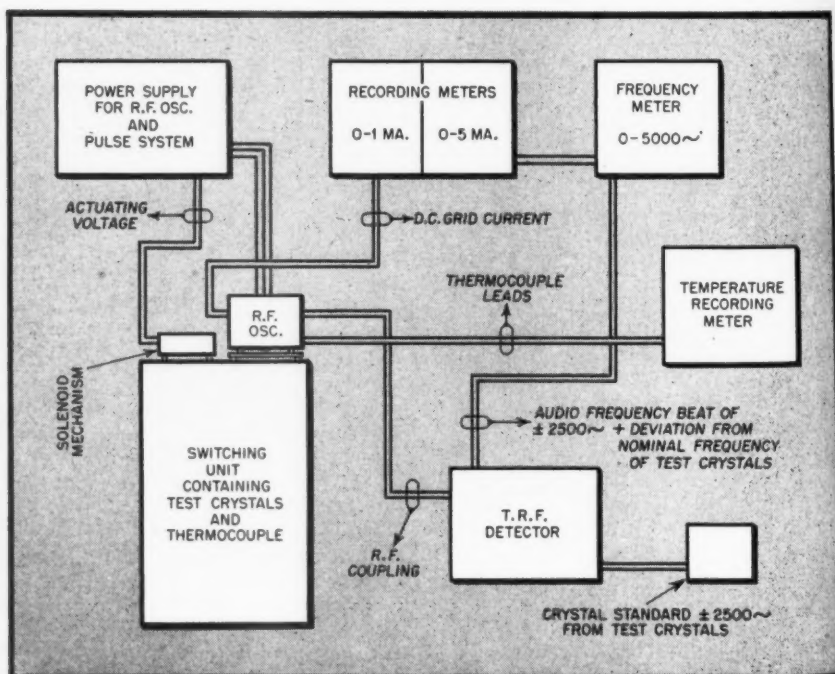 POWER SUPPLY
FOR R.F. OSC.
AND
PULSE SYSTEM
RECORDING METERS
0-1 MA.
0-5 MA.
FREQUENCY
METER
0-5000~
ACTUATING
VOLTAGE
D.C. GRID CURRENT
THERMOCOUPLE
LEADS
TEMPERATURE
RECORDING
METER
R.F.
OSC.
SOLENOID
MECHANISM
SWITCHING
UNIT
CONTAINING
TEST CRYSTALS
AND
THERMOCOUPLE
AUDIO FREQUENCY BEAT OF
±2500~ + DEVIATION FROM
NOMINAL FREQUENCY
OF TEST CRYSTALS
T.R.F.
DETECTOR
R.F.
COUPLING
CRYSTAL STANDARD ±2500~
FROM TEST CRYSTALS